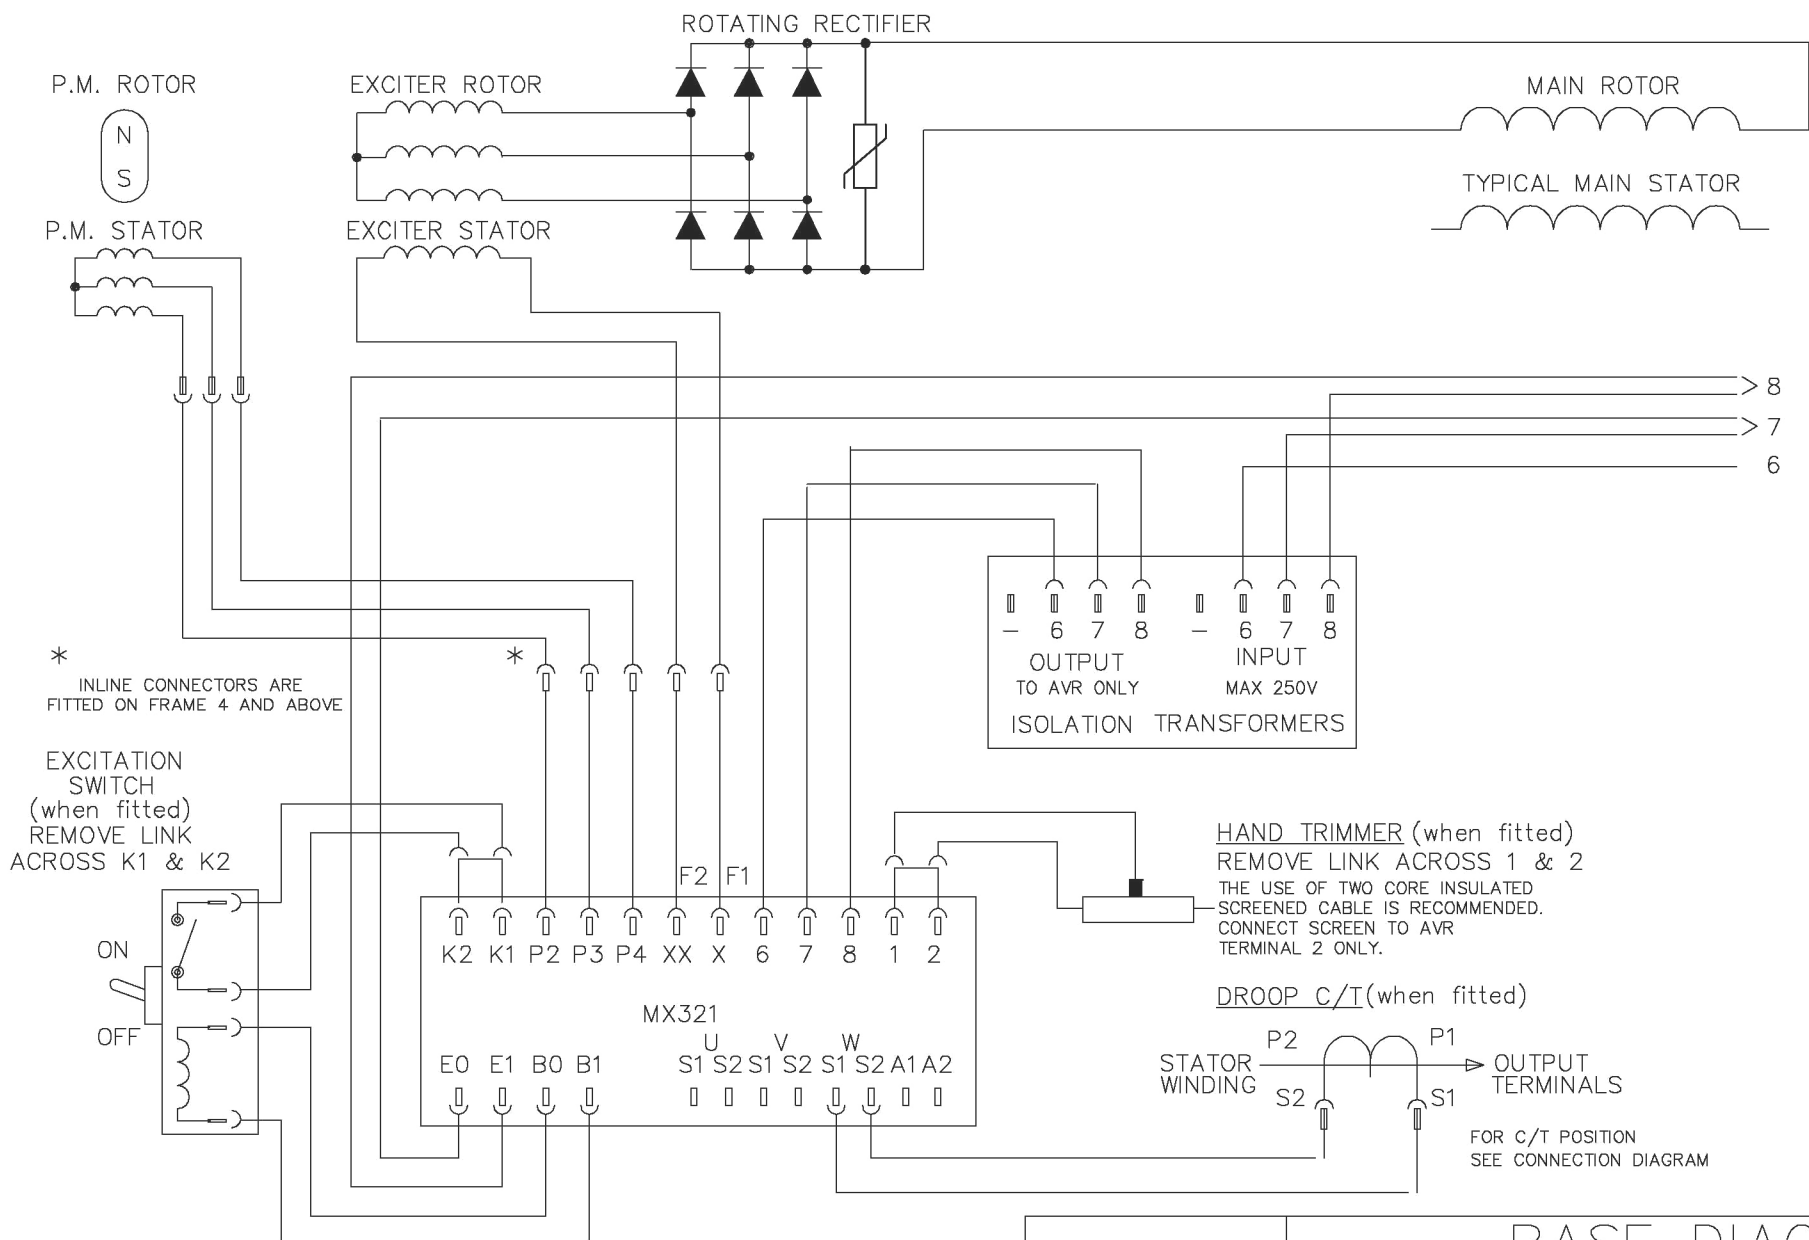 ROTATING RECTIFIER
P.M. ROTOR
EXCITER ROTOR
MAIN ROTOR
N
S
TYPICAL MAIN STATOR
P.M. STATOR
EXCITER STATOR
8
7
6
*
*
INLINE CONNECTORS ARE
FITTED ON FRAME 4 AND ABOVE
– 6 7 8 – 6 7 8
OUTPUT
TO AVR ONLY
INPUT
MAX 250V
ISOLATION TRANSFORMERS
EXCITATION
SWITCH
(when fitted)
REMOVE LINK
ACROSS K1 & K2
ON
OFF
F2 F1
K2 K1 P2 P3 P4 XX X 6 7 8 1 2
MX321
U V W
E0 E1 B0 B1 S1 S2 S1 S2 S1 S2 A1 A2
HAND TRIMMER (when fitted)
REMOVE LINK ACROSS 1 & 2
THE USE OF TWO CORE INSULATED
SCREENED CABLE IS RECOMMENDED.
CONNECT SCREEN TO AVR
TERMINAL 2 ONLY.
DROOP C/T (when fitted)
P2 P1
STATOR
WINDING
OUTPUT
TERMINALS
S2 S1
FOR C/T POSITION
SEE CONNECTION DIAGRAM
BASE